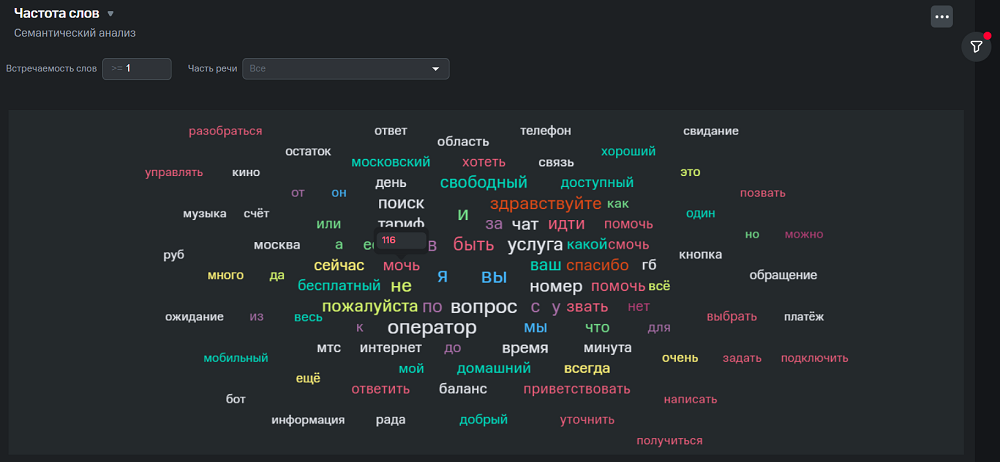 Частота слов
Семантический анализ
Встречаемость слов >= 1 Часть речи Все
разобраться ответ телефон свидание
область
остаток московский хотеть связь хороший
управлять кино день свободный доступный это
от он поиск здравствуйте как позвать
музыка счёт или тариф и за чат идти помочь один
но можно
москва а 116 в быть услуга какой смочь
руб кнопка
сейчас мочь я вы ваш спасибо гб
много да обращение
бесплатный не номер помочь всё
пожалуйста по вопрос с у звать нет
ожидание из весь выбрать платёж
к оператор мы что для
мтс интернет до время минута
мобильный очень задать подключить
мой домашний всегда
ещё
ответить баланс приветствовать
бот написать
информация рада добрый уточнить
получиться